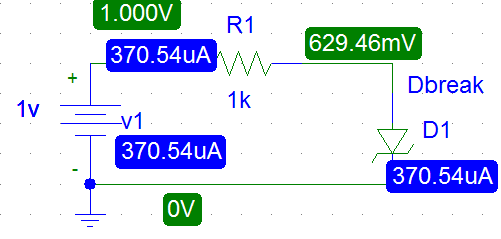 1.000V
R1
370.54uA
629.46mV
Dbreak
1k
1v
+
v1
D1
370.54uA
370.54uA
-
0V